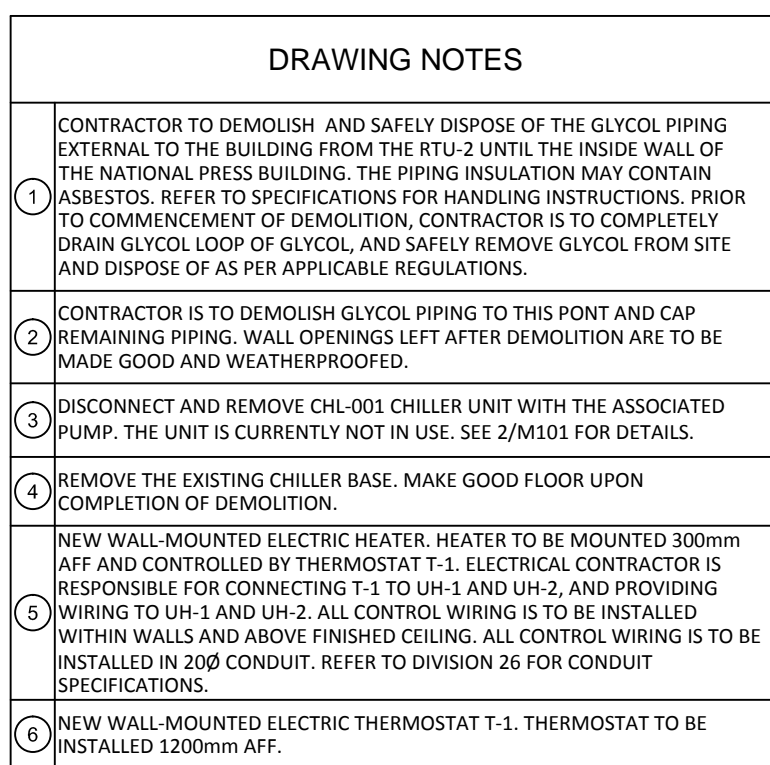 DRAWING NOTES
CONTRACTOR TO DEMOLISH AND SAFELY DISPOSE OF THE GLYCOL PIPING
EXTERNAL TO THE BUILDING FROM THE RTU-2 UNTIL THE INSIDE WALL OF
THE NATIONAL PRESS BUILDING. THE PIPING INSULATION MAY CONTAIN
1 ASBESTOS. REFER TO SPECIFICATIONS FOR HANDLING INSTRUCTIONS. PRIOR
TO COMMENCEMENT OF DEMOLITION, CONTRACTOR IS TO COMPLETELY
DRAIN GLYCOL LOOP OF GLYCOL, AND SAFELY REMOVE GLYCOL FROM SITE
AND DISPOSE OF AS PER APPLICABLE REGULATIONS.
CONTRACTOR IS TO DEMOLISH GLYCOL PIPING TO THIS PONT AND CAP
2 REMAINING PIPING. WALL OPENINGS LEFT AFTER DEMOLITION ARE TO BE
MADE GOOD AND WEATHERPROOFED.
3 DISCONNECT AND REMOVE CHL-001 CHILLER UNIT WITH THE ASSOCIATED
PUMP. THE UNIT IS CURRENTLY NOT IN USE. SEE 2/M101 FOR DETAILS.
4 REMOVE THE EXISTING CHILLER BASE. MAKE GOOD FLOOR UPON
COMPLETION OF DEMOLITION.
NEW WALL-MOUNTED ELECTRIC HEATER. HEATER TO BE MOUNTED 300mm
AFF AND CONTROLLED BY THERMOSTAT T-1. ELECTRICAL CONTRACTOR IS
RESPONSIBLE FOR CONNECTING T-1 TO UH-1 AND UH-2, AND PROVIDING
5 WIRING TO UH-1 AND UH-2. ALL CONTROL WIRING IS TO BE INSTALLED
WITHIN WALLS AND ABOVE FINISHED CEILING. ALL CONTROL WIRING IS TO BE
INSTALLED IN 20Ø CONDUIT. REFER TO DIVISION 26 FOR CONDUIT
SPECIFICATIONS.
6 NEW WALL-MOUNTED ELECTRIC THERMOSTAT T-1. THERMOSTAT TO BE
INSTALLED 1200mm AFF.